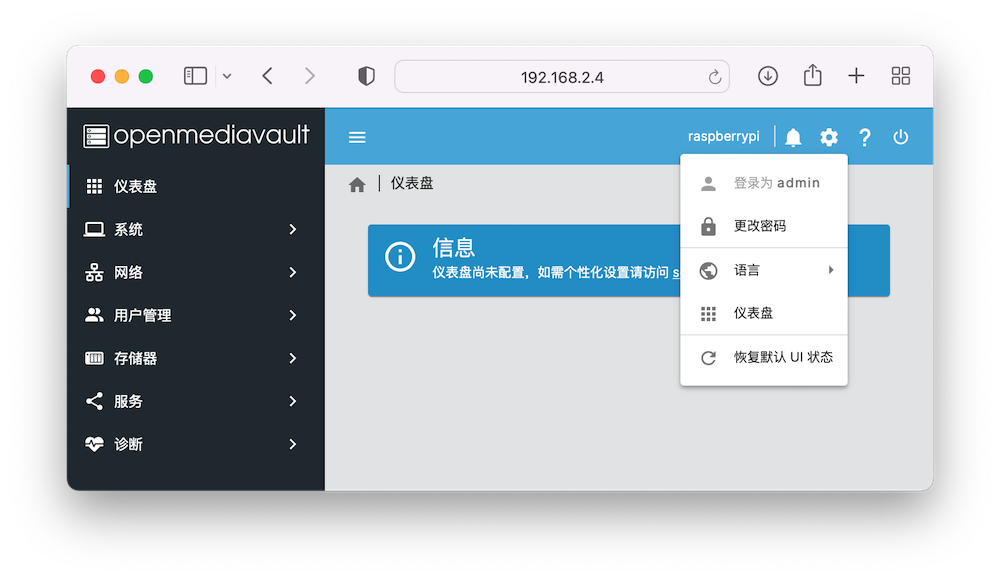 192.168.2.4
openmediavault
raspberrypi
仪表盘
系统
网络
用户管理
存储器
服务
诊断
仪表盘
信息
仪表盘尚未配置，如需个性化设置请访问 s
登录为 admin
更改密码
语言
仪表盘
恢复默认 UI 状态